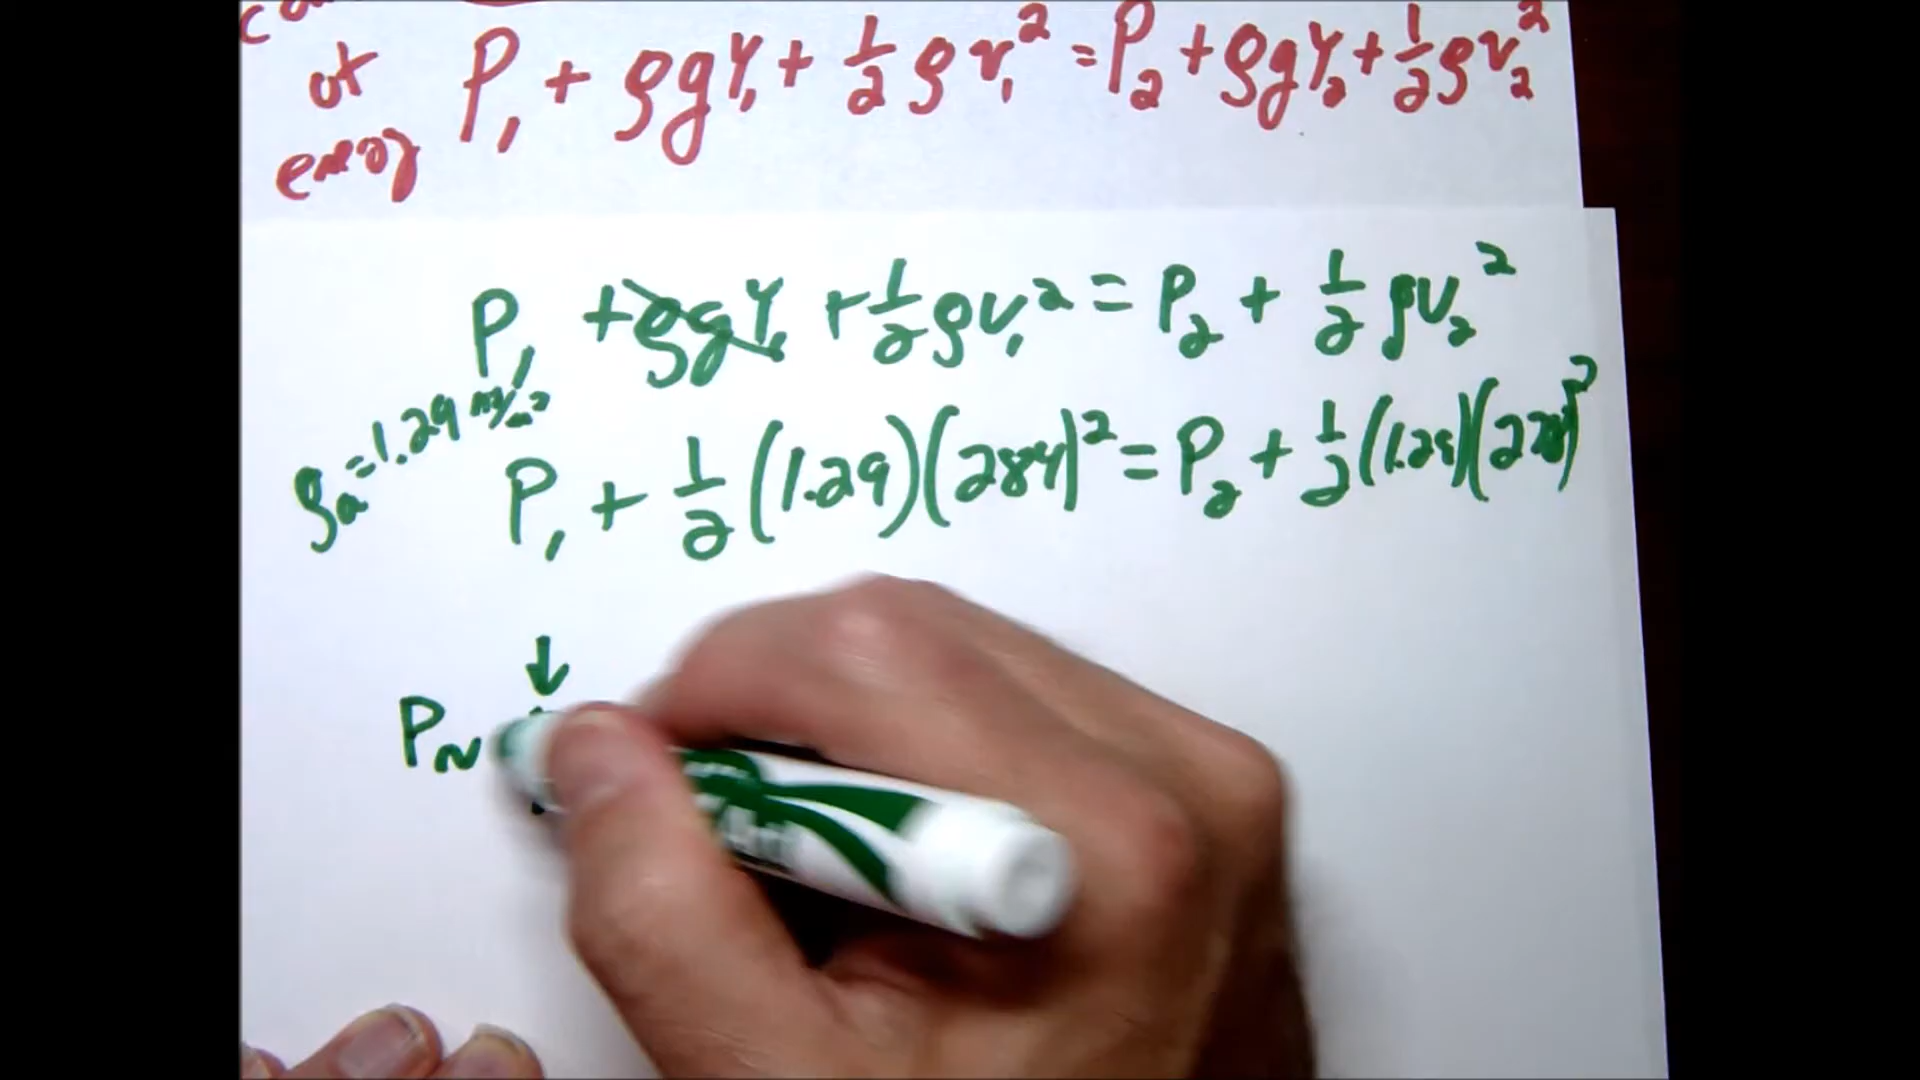 of P₁ + ρgy₁ + ½ρv₁² = P₂ + ρgy₂ + ½ρv₂²
P₁ + ρgy₁ + ½ρv₁² = P₂ + ½ρv₂²
ρₐ = 1.29
P₁ + ½(1.29)(284)² = P₂ + ½(1.29)
↓
P_N